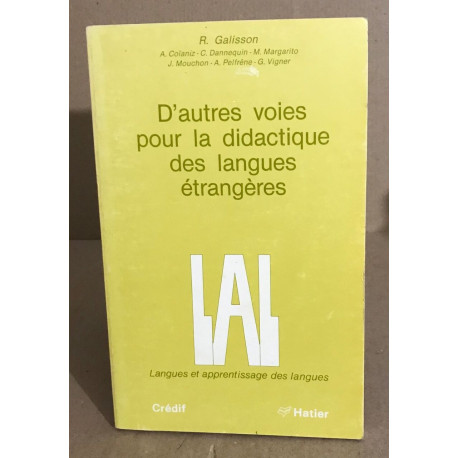 R. Galisson
A. Colaniz - C. Dannequin - M. Margarito
J. Mouchon - A. Pelfrène - G. Vigner
D'autres voies
pour la didactique
des langues
étrangères
LAL
Langues et apprentissage des langues
Crédif
Hatier